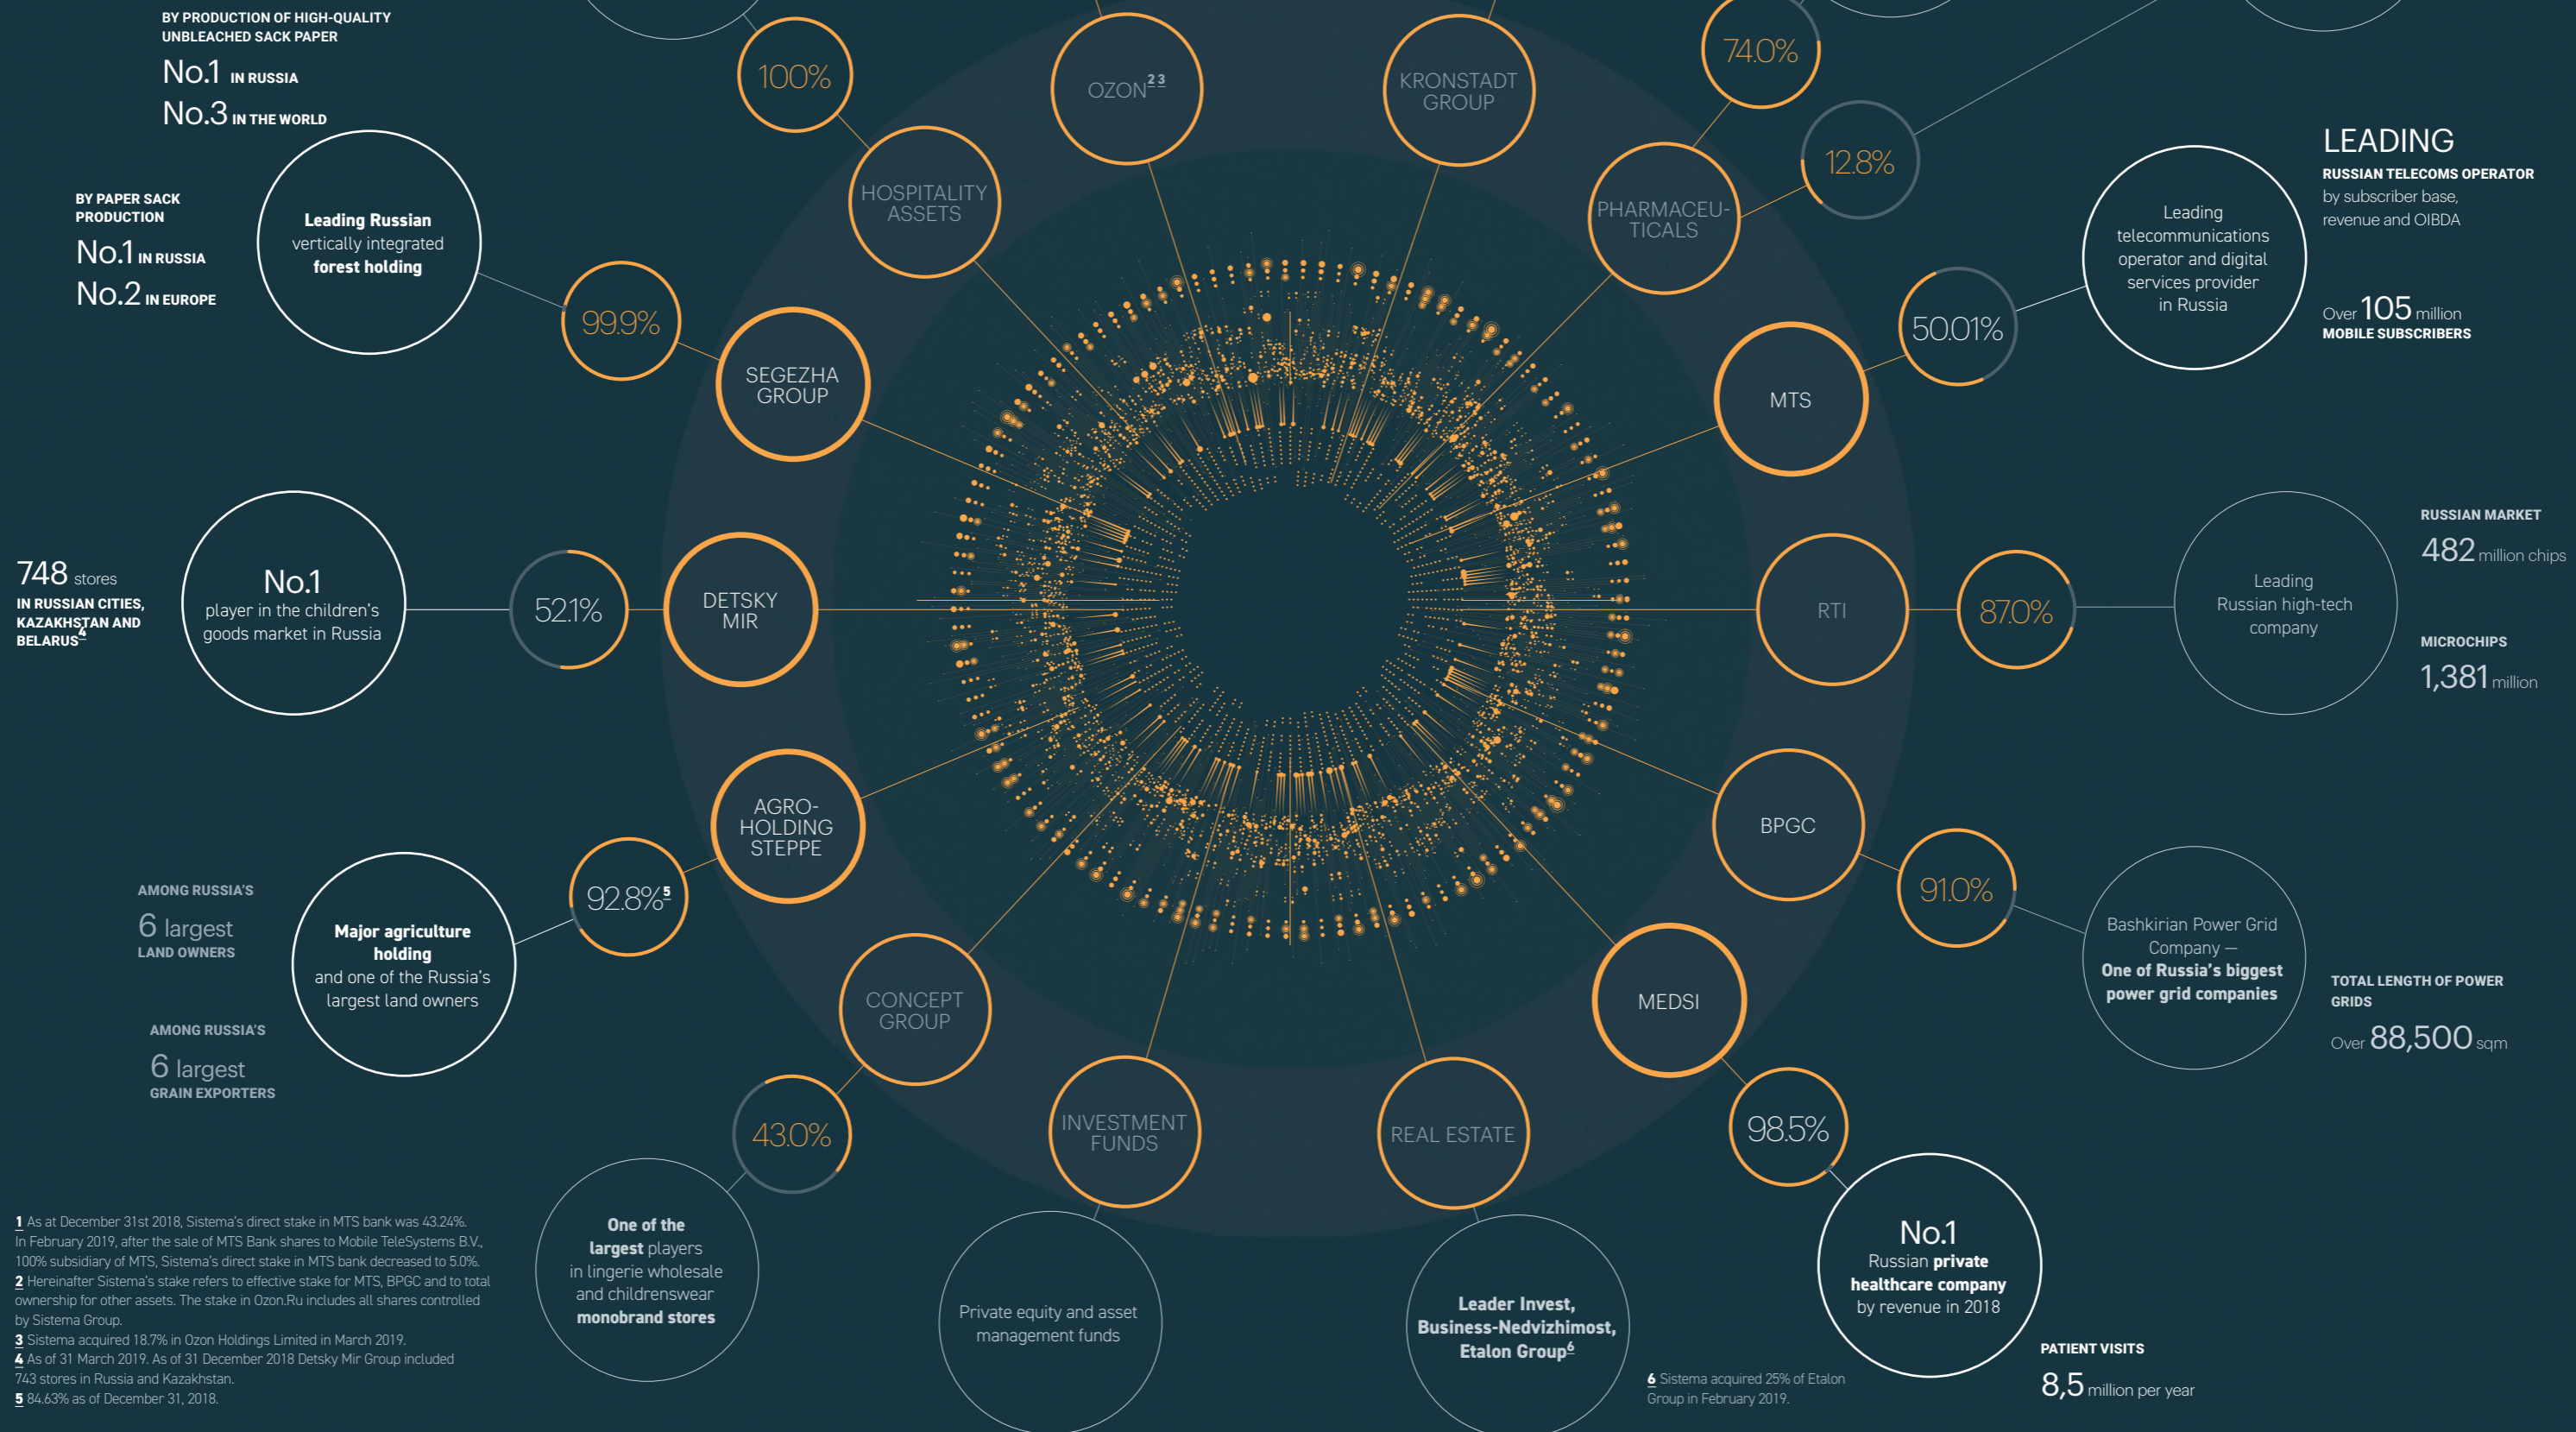 BY PRODUCTION OF HIGH-QUALITY
UNBLEACHED SACK PAPER
No.1 IN RUSSIA
No.3 IN THE WORLD
BY PAPER SACK
PRODUCTION
No.1 IN RUSSIA
No.2 IN EUROPE
Leading Russian
vertically integrated
forest holding
99.9%
SEGEZHA
GROUP
100%
HOSPITALITY
ASSETS
OZON2 3
KRONSTADT
GROUP
74.0%
12.8%
PHARMACEU-
TICALS
MTS
50.01%
Leading
telecommunications
operator and digital
services provider
in Russia
LEADING
RUSSIAN TELECOMS OPERATOR
by subscriber base,
revenue and OIBDA
Over 105 million
MOBILE SUBSCRIBERS
748 stores
IN RUSSIAN CITIES,
KAZAKHSTAN AND
BELARUS4
No.1
player in the children's
goods market in Russia
52.1%
DETSKY
MIR
RTI
87.0%
Leading
Russian high-tech
company
RUSSIAN MARKET
482 million chips
MICROCHIPS
1,381 million
AMONG RUSSIA'S
6 largest
LAND OWNERS
AMONG RUSSIA'S
6 largest
GRAIN EXPORTERS
Major agriculture
holding
and one of the Russia's
largest land owners
92.8%5
AGRO-
HOLDING
STEPPE
BPGC
91.0%
Bashkirian Power Grid
Company —
One of Russia's biggest
power grid companies
TOTAL LENGTH OF POWER
GRIDS
Over 88,500 sqm
CONCEPT
GROUP
43.0%
One of the
largest players
in lingerie wholesale
and childrenswear
monobrand stores
INVESTMENT
FUNDS
Private equity and asset
management funds
REAL ESTATE
Leader Invest,
Business-Nedvizhimost,
Etalon Group6
MEDSI
98.5%
No.1
Russian private
healthcare company
by revenue in 2018
PATIENT VISITS
8,5 million per year
1 As at December 31st 2018, Sistema's direct stake in MTS bank was 43.24%.
In February 2019, after the sale of MTS Bank shares to Mobile TeleSystems B.V.,
100% subsidiary of MTS, Sistema's direct stake in MTS bank decreased to 5.0%.
2 Hereinafter Sistema's stake refers to effective stake for MTS, BPGC and to total
ownership for other assets. The stake in Ozon.Ru includes all shares controlled
by Sistema Group.
3 Sistema acquired 18.7% in Ozon Holdings Limited in March 2019.
4 As of 31 March 2019. As of 31 December 2018 Detsky Mir Group included
743 stores in Russia and Kazakhstan.
5 84.63% as of December 31, 2018.
6 Sistema acquired 25% of Etalon
Group in February 2019.